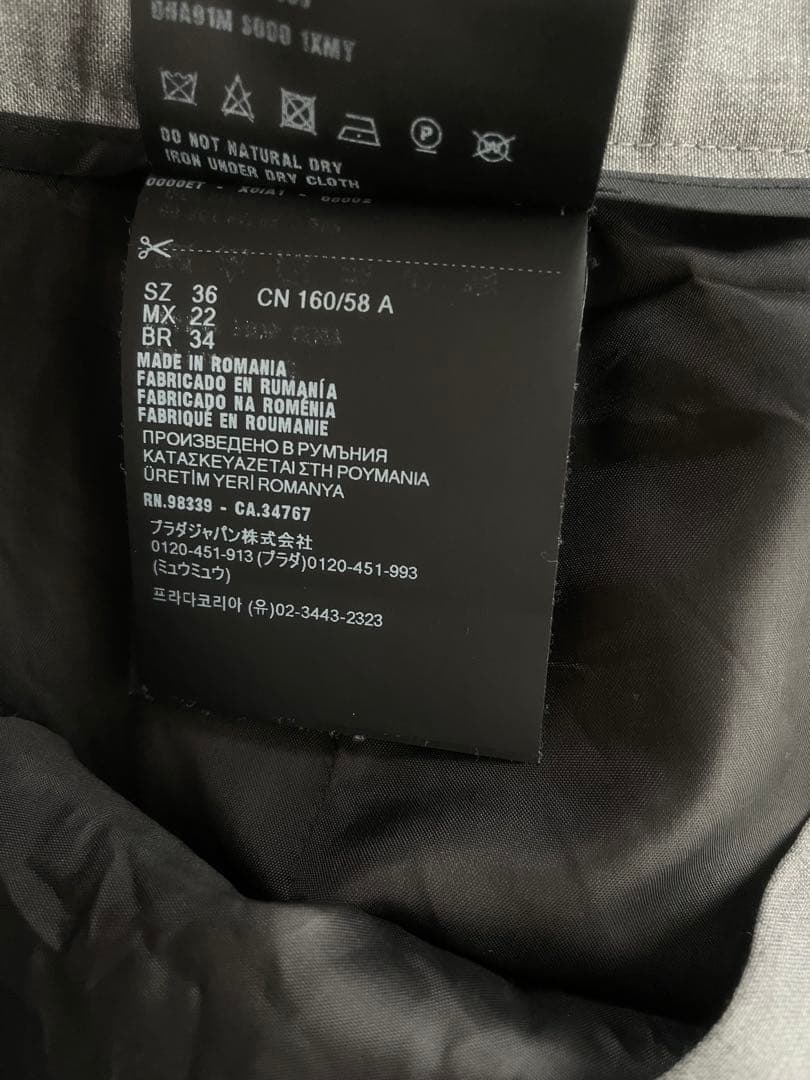 DO NOT NATURAL DRY
IRON UNDER DRY CLOTH
SZ 36 CN 160/58 A
MX 22
BR 34
MADE IN ROMANIA
FABRICADO EN RUMANÍA
FABRICADO NA ROMÉNIA
FABRIQUÉ EN ROUMANIE
ПРОИЗВЕДЕНО В РУМЪНИЯ
ΚΑΤΑΣΚΕΥΑΖΕΤΑΙ ΣΤΗ ΡΟΥΜΑΝΙΑ
ÜRETİM YERİ ROMANYA
RN.98339 - CA.34767
プラダジャパン株式会社
0120-451-913 (プラダ)0120-451-993
(ミュウミュウ)
프라다코리아 (유)02-3443-2323